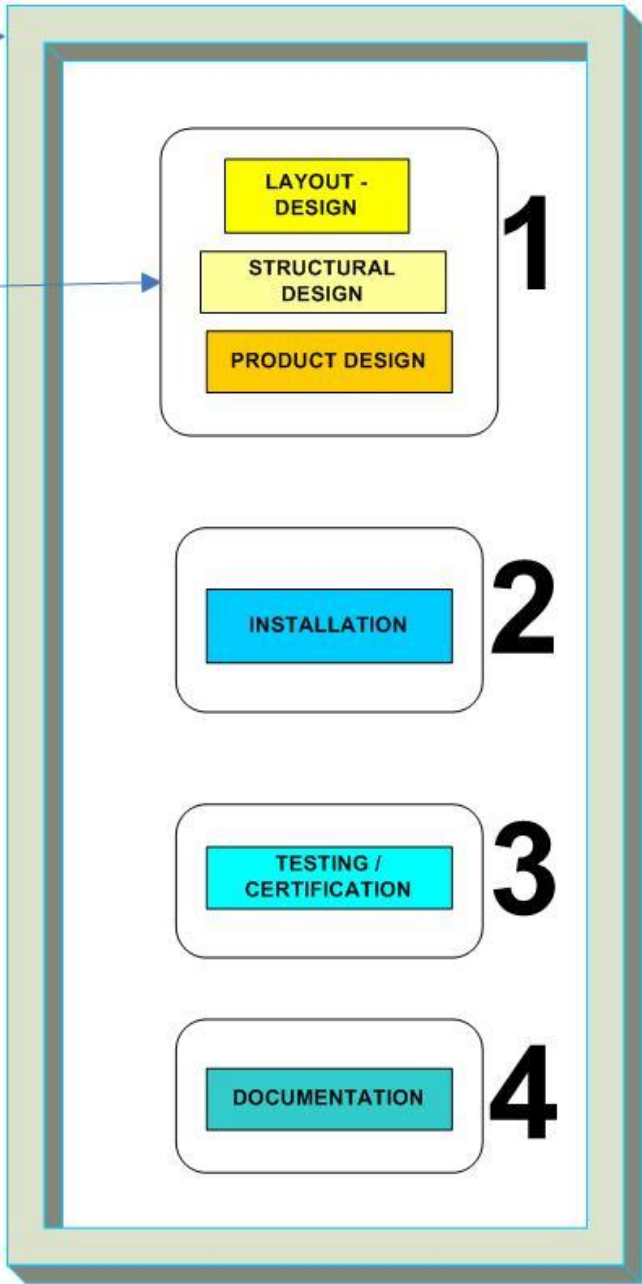 LAYOUT -
DESIGN
1
STRUCTURAL
DESIGN
PRODUCT DESIGN
2
INSTALLATION
3
TESTING /
CERTIFICATION
4
DOCUMENTATION